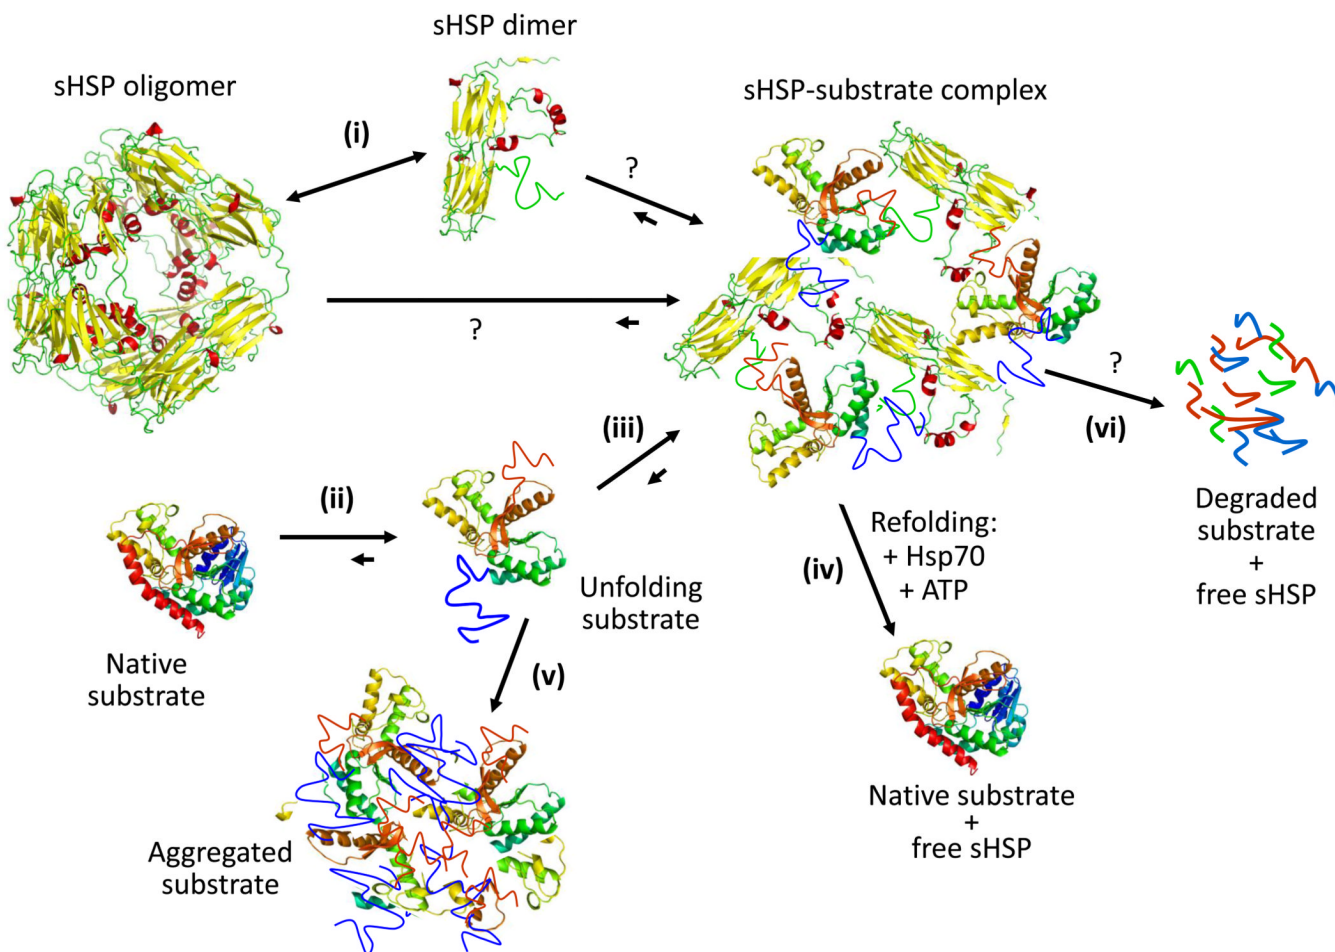 sHSP dimer
sHSP oligomer
sHSP-substrate complex
(i)
?
?
?
(vi)
(iii)
(ii)
Degraded
substrate
+
free sHSP
Refolding:
+ Hsp70
+ ATP
(iv)
Unfolding
substrate
Native
substrate
(v)
Native substrate
+
free sHSP
Aggregated
substrate